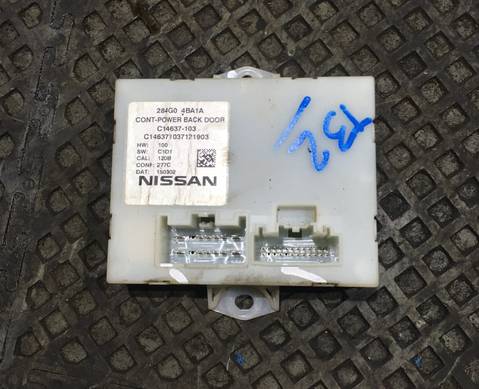 284G0 4BA1A
CONT-POWER BACK DOOR
C14637-103
C146371037121903
HW: 100
SW: C1D1
CAL: 120B
CONF: 277C
DAT: 150302
NISSAN